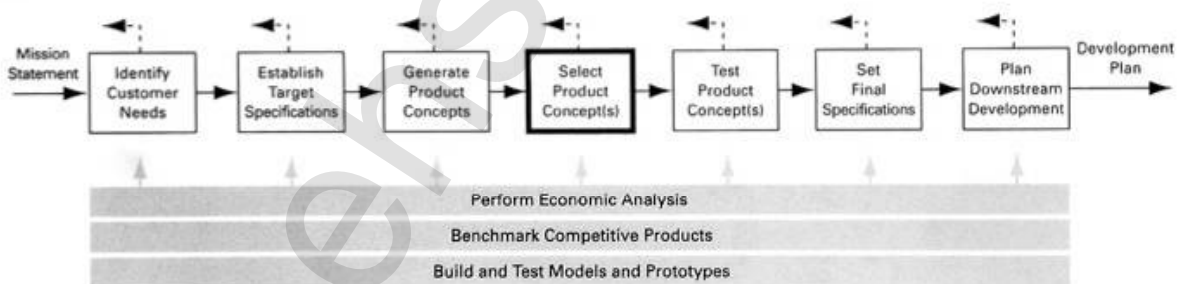 Mission
Statement
Identify
Customer
Needs
Establish
Target
Specifications
Generate
Product
Concepts
Select
Product
Concept(s)
Test
Product
Concept(s)
Set
Final
Specifications
Plan
Downstream
Development
Development
Plan
Perform Economic Analysis
Benchmark Competitive Products
Build and Test Models and Prototypes
ens